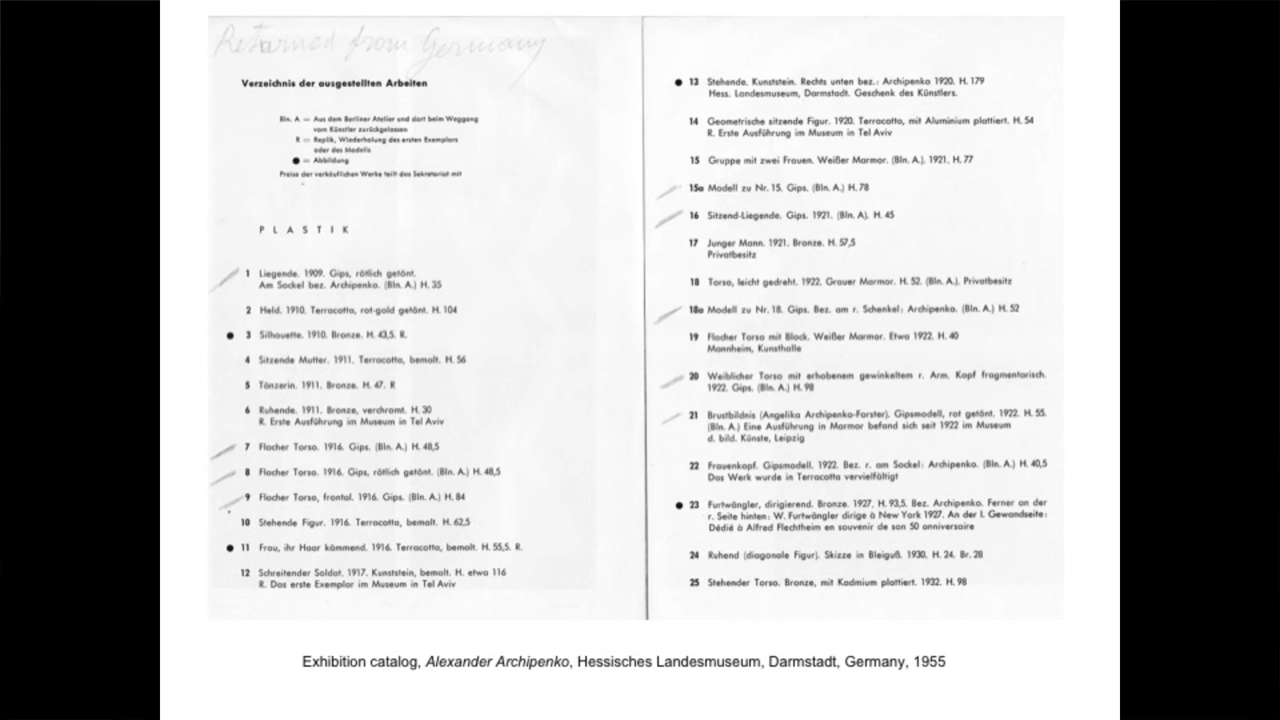 Returned from Germany
Verzeichnis der ausgestellten Arbeiten
Bln. A = Aus dem Berliner Atelier und dort beim Weggang
vom Künstler zurückgelassen
R = Replik, Wiederholung des ersten Exemplars
oder des Modells
● = Abbildung
Preise der verkäuflichen Werke teilt das Sekretariat mit
PLASTIK
1 Liegende. 1909. Gips, rötlich getönt.
Am Sockel bez. Archipenko. (Bln. A.) H. 35
2 Held. 1910. Terracotta, rot-gold getönt. H. 104
● 3 Silhouette. 1910. Bronze. H. 43,5. R.
4 Sitzende Mutter. 1911. Terracotta, bemalt. H. 56
5 Tänzerin. 1911. Bronze. H. 47. R
6 Ruhende. 1911. Bronze, verchromt. H. 30
R. Erste Ausführung im Museum in Tel Aviv
7 Flacher Torso. 1916. Gips. (Bln. A.) H. 48,5
8 Flacher Torso. 1916. Gips, rötlich getönt. (Bln. A.) H. 48,5
9 Flacher Torso, frontal. 1916. Gips. (Bln. A.) H. 84
10 Stehende Figur. 1916. Terracotta, bemalt. H. 62,5
● 11 Frau, ihr Haar kämmend. 1916. Terracotta, bemalt. H. 55,5. R.
12 Schreitender Soldat. 1917. Kunststein, bemalt. H. etwa 116
R. Das erste Exemplar im Museum in Tel Aviv
● 13 Stehende. Kunststein. Rechts unten bez.: Archipenko 1920. H. 179
Hess. Landesmuseum, Darmstadt. Geschenk des Künstlers.
14 Geometrische sitzende Figur. 1920. Terracotta, mit Aluminium plattiert. H. 54
R. Erste Ausführung im Museum in Tel Aviv
15 Gruppe mit zwei Frauen. Weißer Marmor. (Bln. A.). 1921. H. 77
15a Modell zu Nr. 15. Gips. (Bln. A.) H. 78
16 Sitzend-Liegende. Gips. 1921. (Bln. A). H. 45
17 Junger Mann. 1921. Bronze. H. 57,5
Privatbesitz
18 Torso, leicht gedreht. 1922. Grauer Marmor. H. 52. (Bln. A.). Privatbesitz
18a Modell zu Nr. 18. Gips. Bez. am r. Schenkel: Archipenko. (Bln. A.) H. 52
19 Flacher Torso mit Block. Weißer Marmor. Etwa 1922. H. 40
Mannheim, Kunsthalle
20 Weiblicher Torso mit erhobenem gewinkeltem r. Arm. Kopf fragmentarisch.
1922. Gips. (Bln. A.) H. 98
21 Brustbildnis (Angelika Archipenko-Forster). Gipsmodell, rot getönt. 1922. H. 55.
(Bln. A.) Eine Ausführung in Marmor befand sich seit 1922 im Museum
d. bild. Künste, Leipzig
22 Frauenkopf. Gipsmodell. 1922. Bez. r. am Sockel: Archipenko. (Bln. A.) H. 40,5
Das Werk wurde in Terracotta vervielfältigt
● 23 Furtwängler, dirigierend. Bronze. 1927. H. 93,5. Bez. Archipenko. Ferner an der
r. Seite hinten: W. Furtwängler dirige à New York 1927. An der l. Gewandseite:
Dédié à Alfred Flechtheim en souvenir de son 50 anniversaire
24 Ruhend (diagonale Figur). Skizze in Bleiguß. 1930. H. 24. Br. 28
25 Stehender Torso. Bronze, mit Kadmium plattiert. 1932. H. 98
Exhibition catalog, Alexander Archipenko, Hessisches Landesmuseum, Darmstadt, Germany, 1955